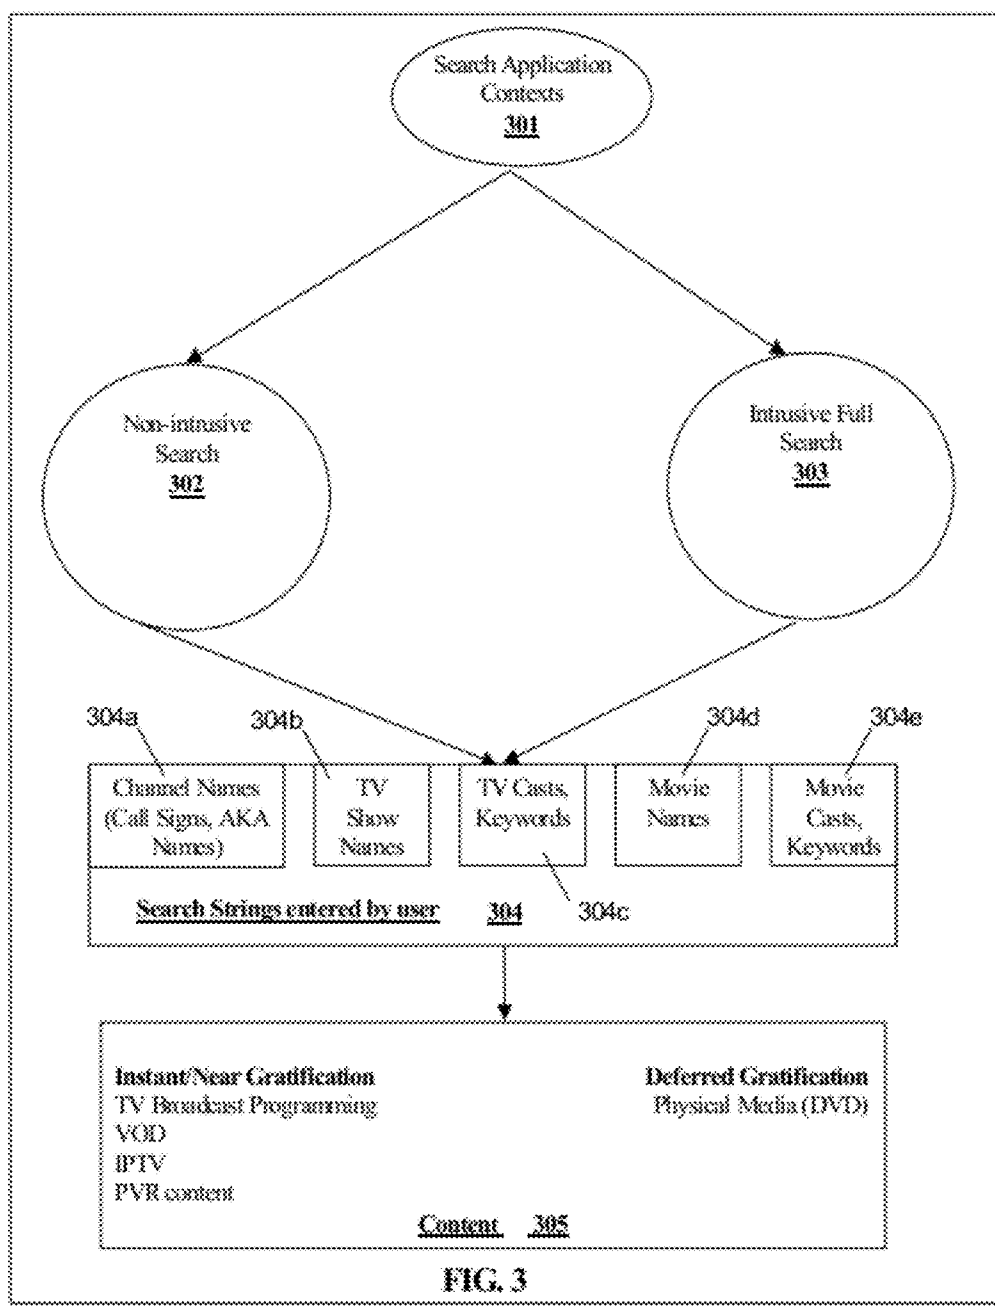 Search Application
Contexts
301
Non-intrusive
Search
302
Intrusive Full
Search
303
304a
304b
304d
304e
Channel Names
(Call Signs, AKA
Names)
TV
Show
Names
TV Casts,
Keywords
Movie
Names
Movie
Casts,
Keywords
Search Strings entered by user 304
304c
Instant/Near Gratification
TV Broadcast Programming
VOD
IPTV
PVR content
Deferred Gratification
Physical Media (DVD)
Content 305
FIG. 3